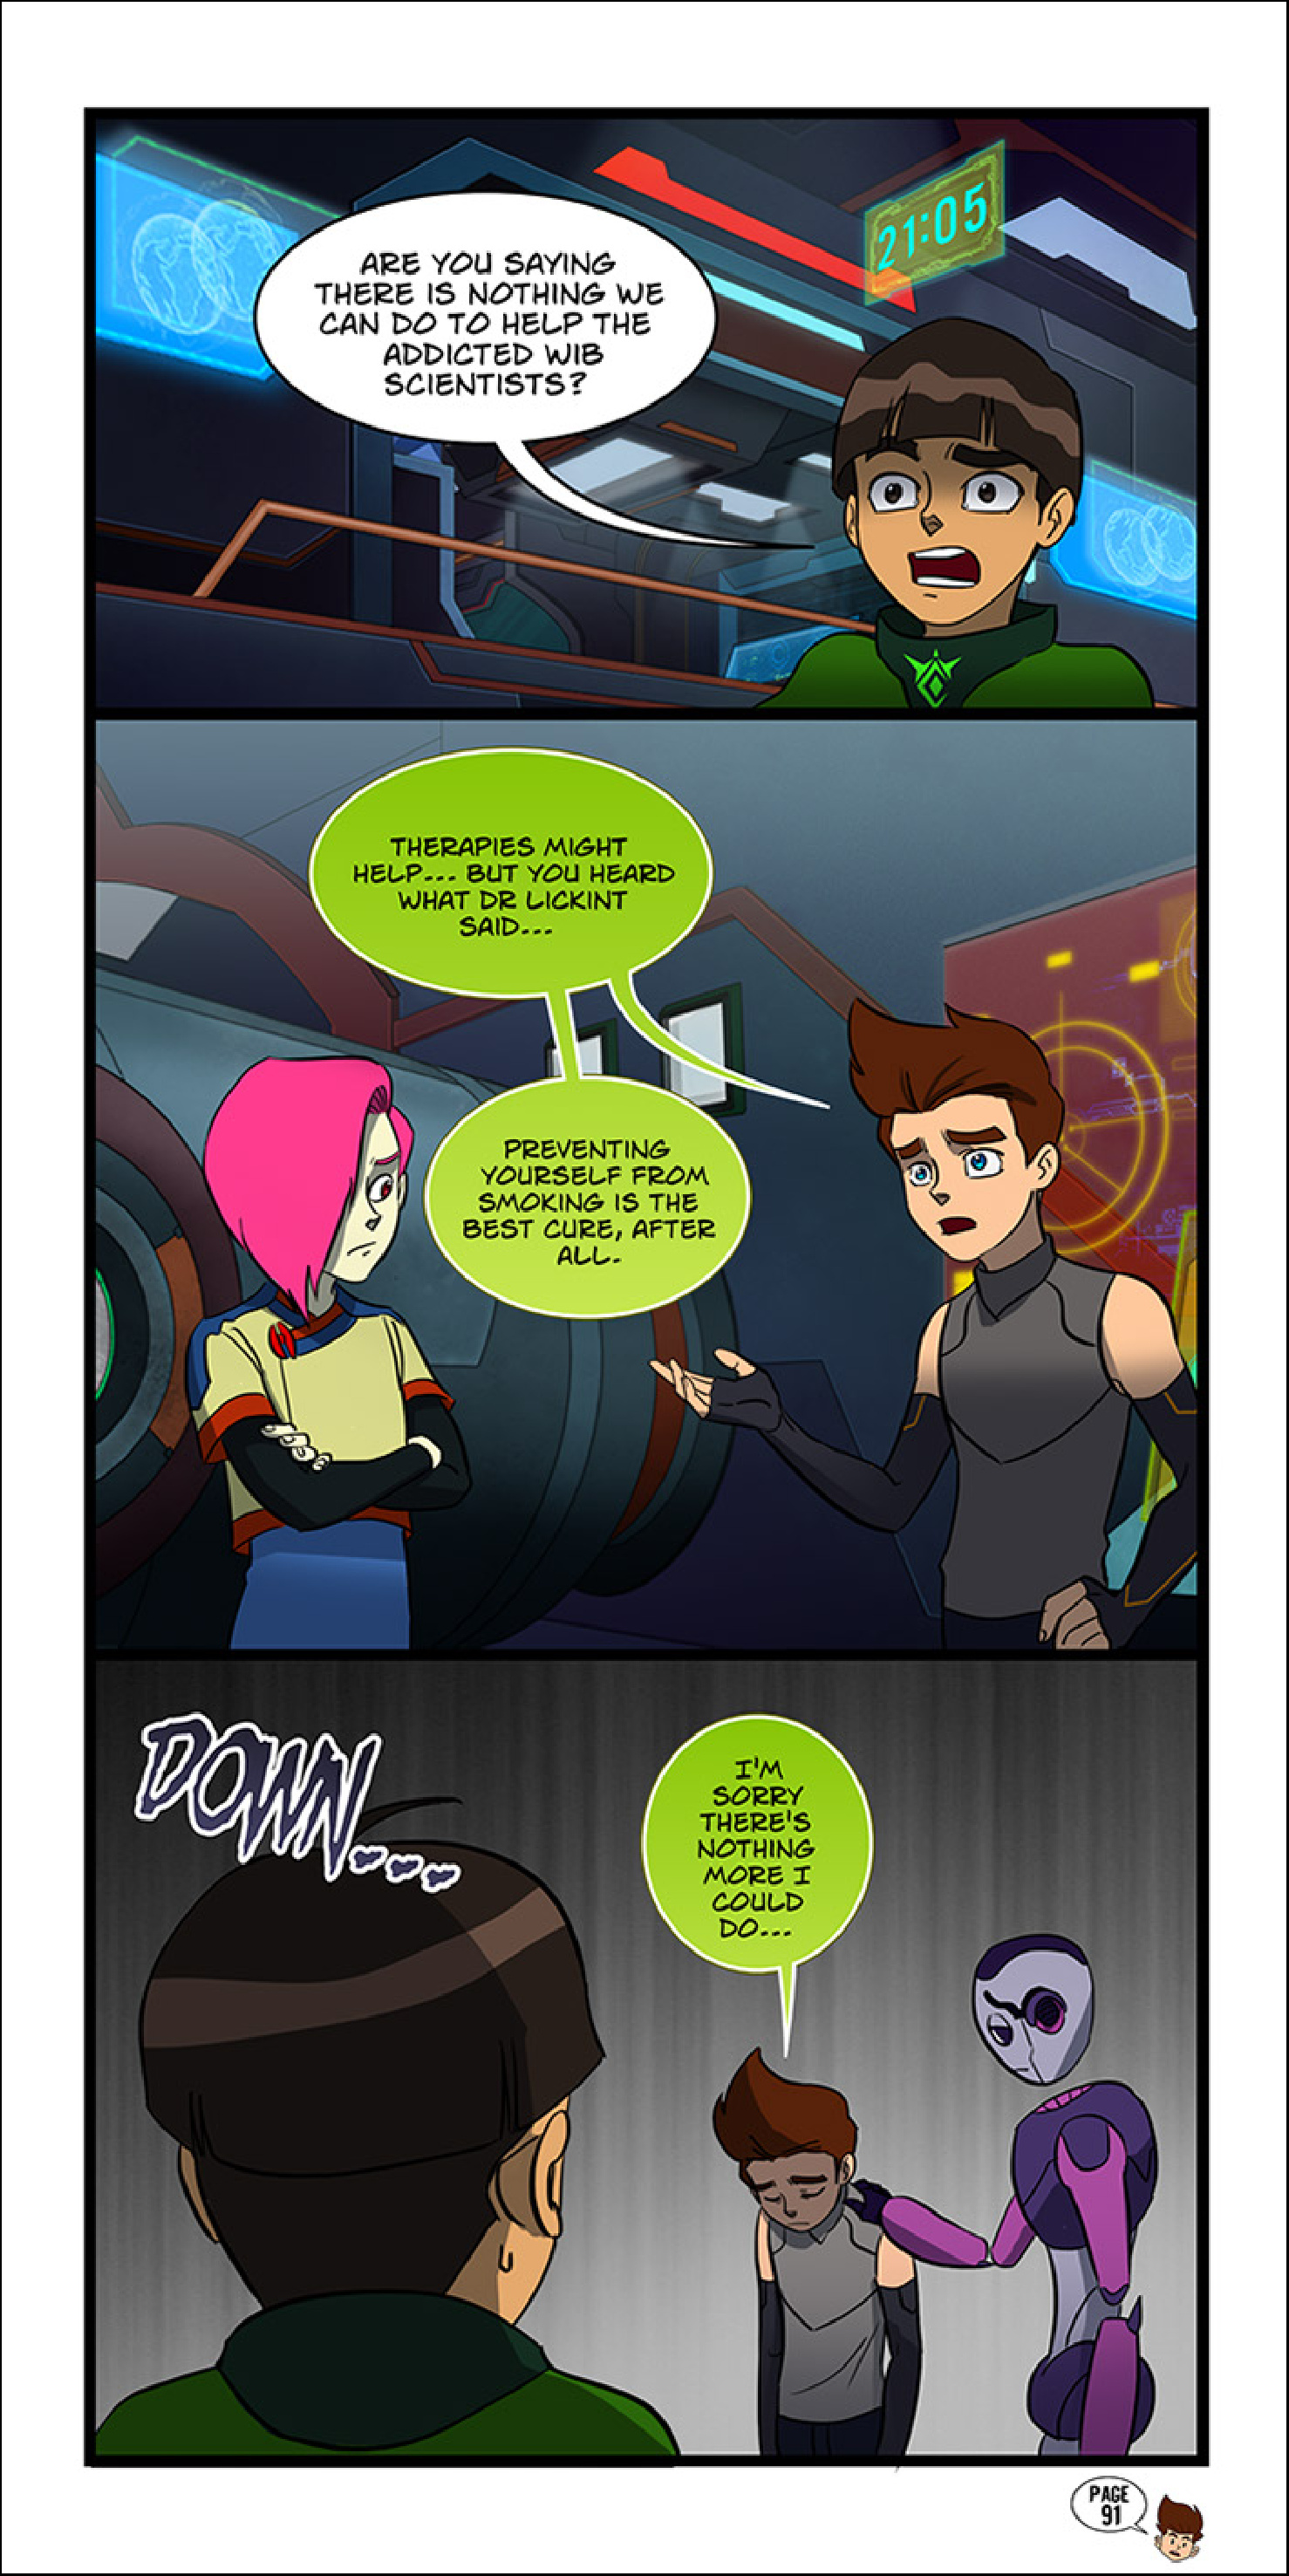 21:05
ARE YOU SAYING
THERE IS NOTHING WE
CAN DO TO HELP THE
ADDICTED WIB
SCIENTISTS?
THERAPIES MIGHT
HELP... BUT YOU HEARD
WHAT DR LICKINT
SAID...
PREVENTING
YOURSELF FROM
SMOKING IS THE
BEST CURE, AFTER
ALL.
DOWN...
I'M
SORRY
THERE'S
NOTHING
MORE I
COULD
DO...
PAGE
91